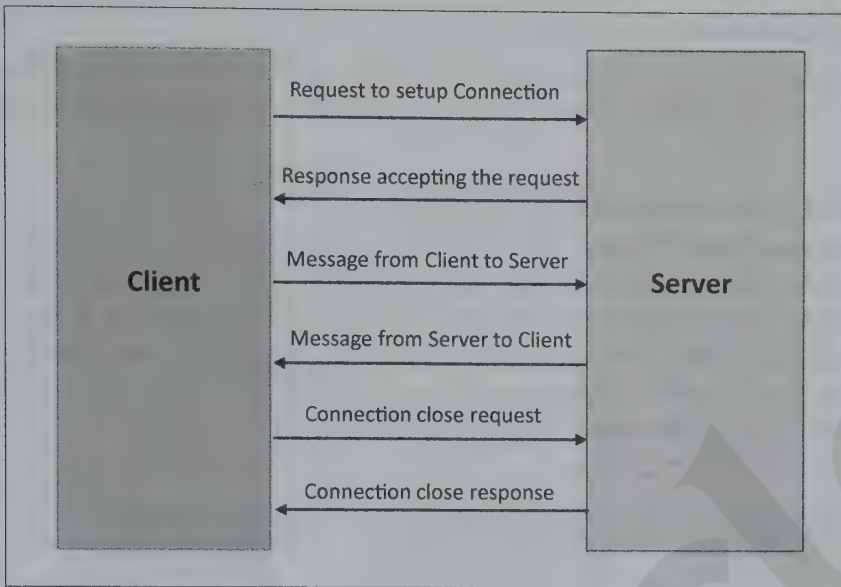 Request to setup Connection
Response accepting the request
Message from Client to Server
Client
Server
Message from Server to Client
Connection close request
Connection close response